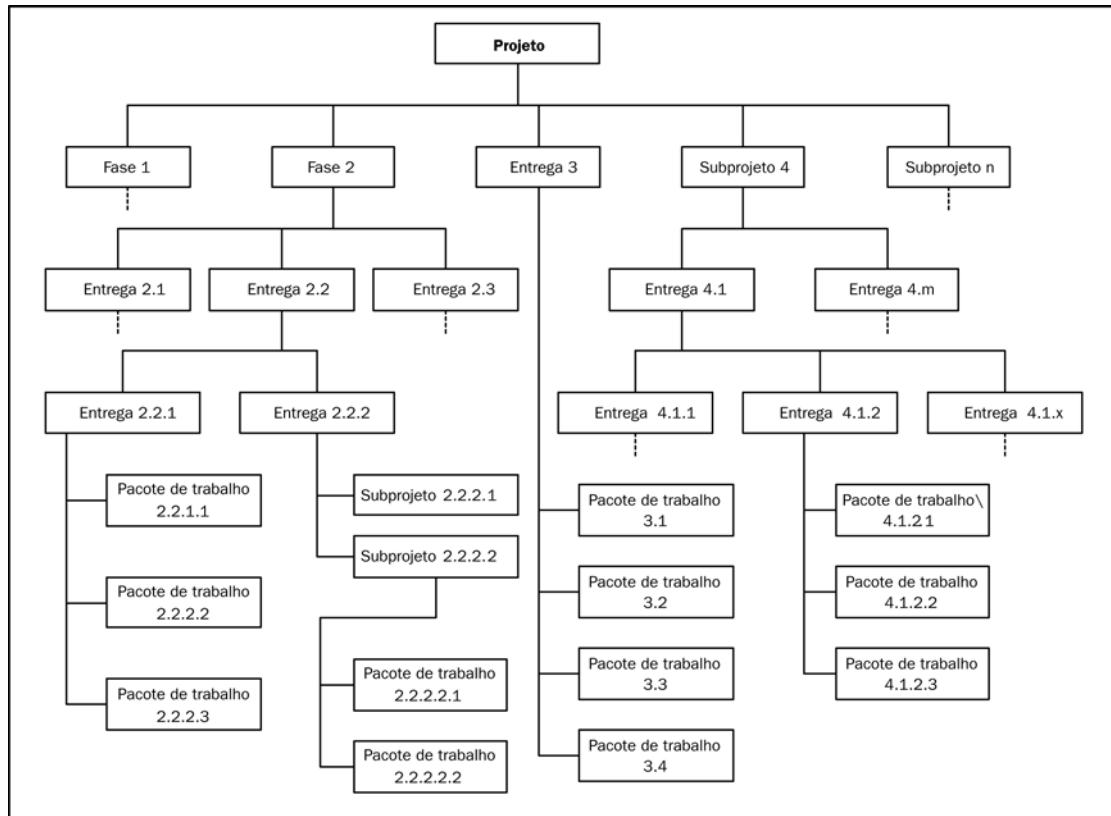 Projeto
Fase 1
Fase 2
Entrega 3
Subprojeto 4
Subprojeto n
Entrega 2.1
Entrega 2.2
Entrega 2.3
Entrega 4.1
Entrega 4.m
Entrega 2.2.1
Entrega 2.2.2
Entrega 4.1.1
Entrega 4.1.2
Entrega 4.1.x
Pacote de trabalho
2.2.1.1
Pacote de trabalho
2.2.2.2
Pacote de trabalho
2.2.2.3
Subprojeto 2.2.2.1
Subprojeto 2.2.2.2
Pacote de trabalho
2.2.2.2.1
Pacote de trabalho
2.2.2.2.2
Pacote de trabalho
3.1
Pacote de trabalho
3.2
Pacote de trabalho
3.3
Pacote de trabalho
3.4
Pacote de trabalho\
4.1.2 1
Pacote de trabalho
4.1.2.2
Pacote de trabalho
4.1.2.3